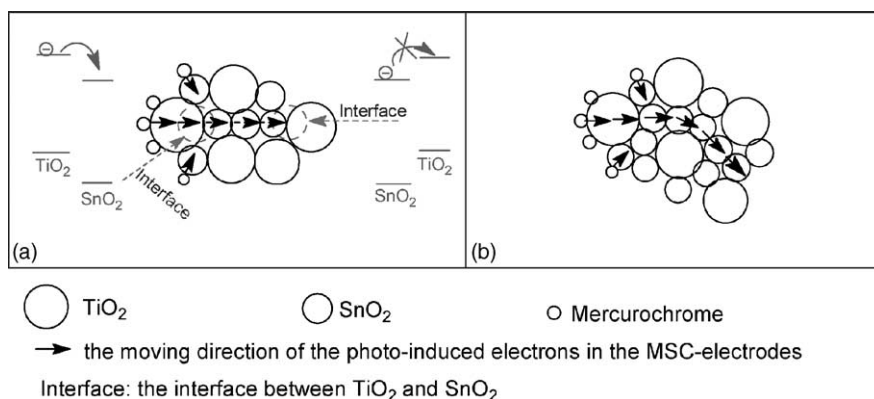 Interface
TiO₂
SnO₂
Interface
TiO₂
SnO₂
(a)
(b)
TiO₂
SnO₂
Mercurochrome
the moving direction of the photo-induced electrons in the MSC-electrodes
Interface: the interface between TiO₂ and SnO₂